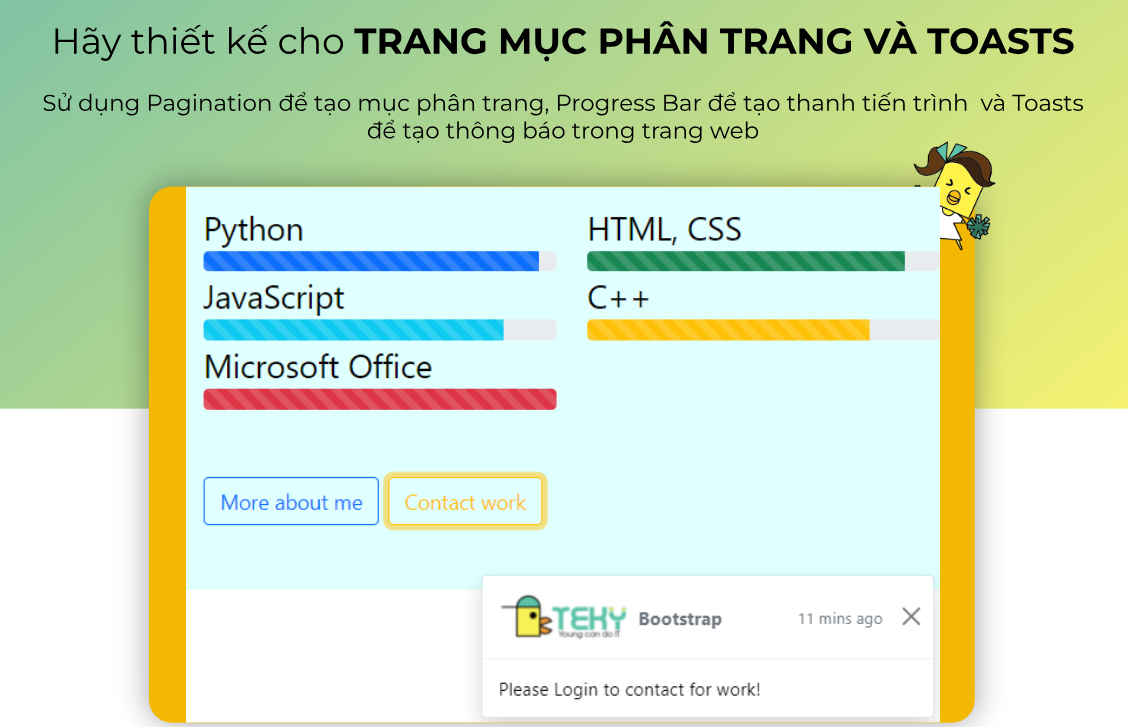 Hãy thiết kế cho TRANG MỤC PHÂN TRANG VÀ TOASTS
Sử dụng Pagination để tạo mục phân trang, Progress Bar để tạo thanh tiến trình và Toasts
để tạo thông báo trong trang web
Python
HTML, CSS
JavaScript
C++
Microsoft Office
More about me
Contact work
TEKY
Young can do IT
Bootstrap
11 mins ago
Please Login to contact for work!